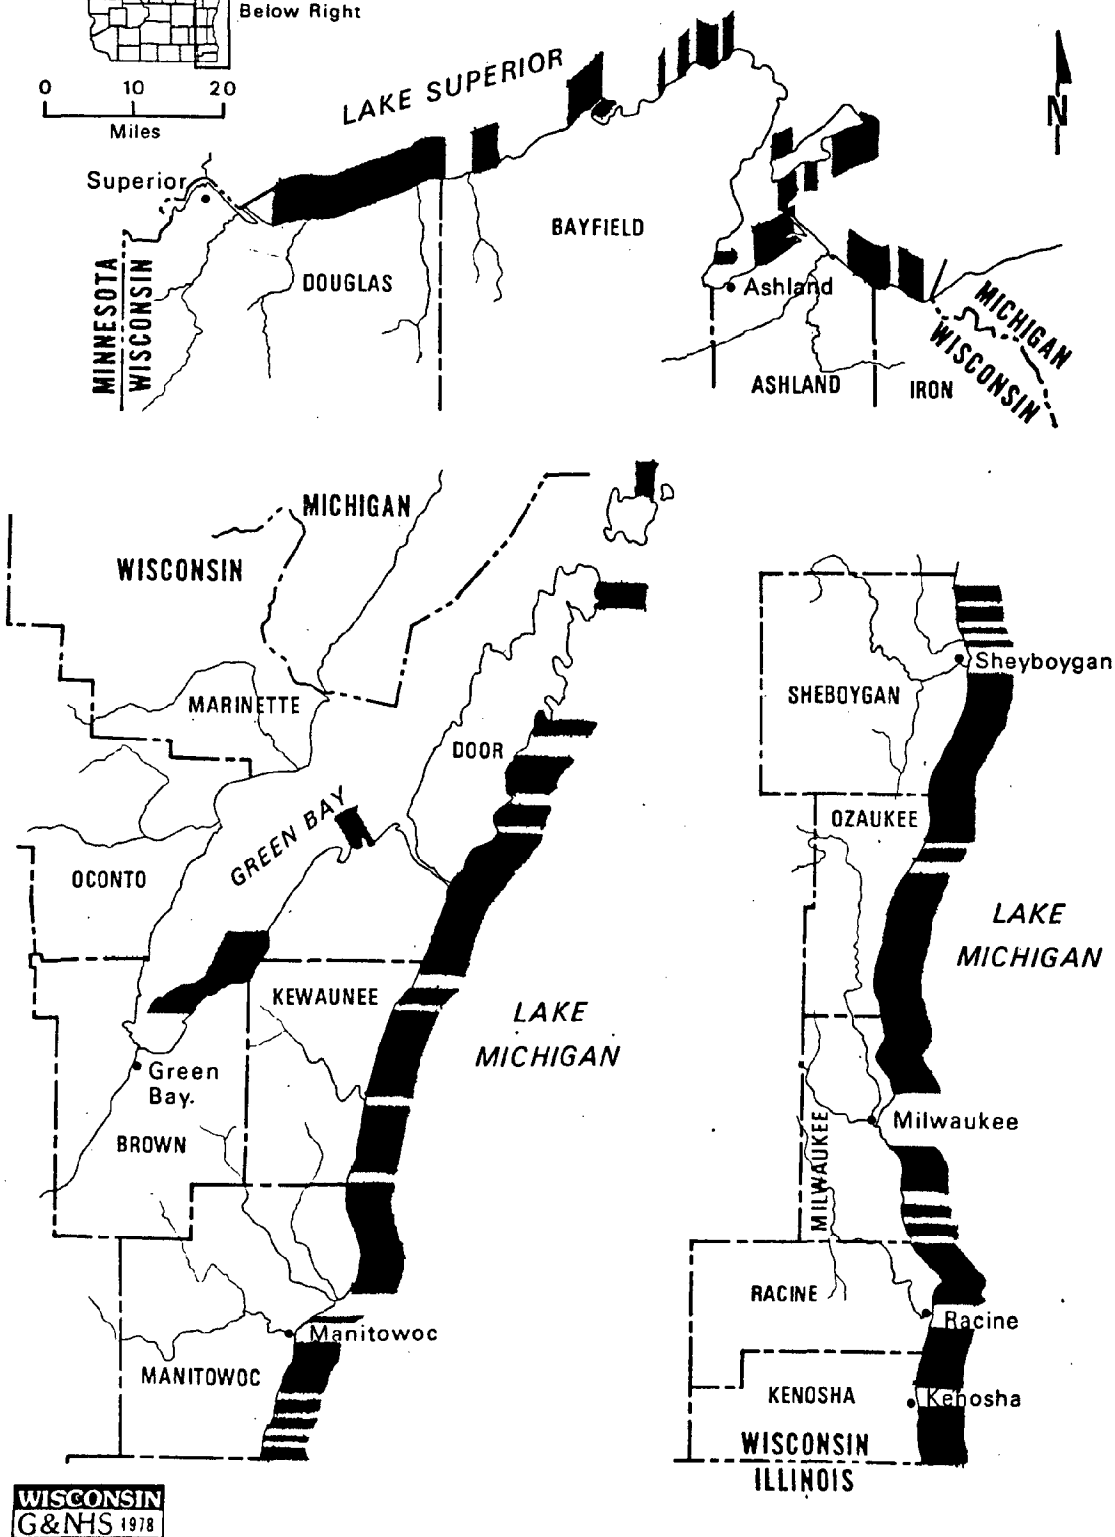 Below Right
0 10 20
Miles
LAKE SUPERIOR
N
Superior
BAYFIELD
DOUGLAS
Ashland
MINNESOTA
WISCONSIN
MICHIGAN
WISCONSIN
ASHLAND
IRON
MICHIGAN
WISCONSIN
MARINETTE
DOOR
GREEN BAY
OCONTO
KEWAUNEE
LAKE
MICHIGAN
Green
Bay.
BROWN
Manitowoc
MANITOWOC
Sheyboygan
SHEBOYGAN
OZAUKEE
LAKE
MICHIGAN
Milwaukee
MILWAUKEE
RACINE
Racine
KENOSHA
Kenosha
WISCONSIN
ILLINOIS
WISCONSIN
G&NHS 1978